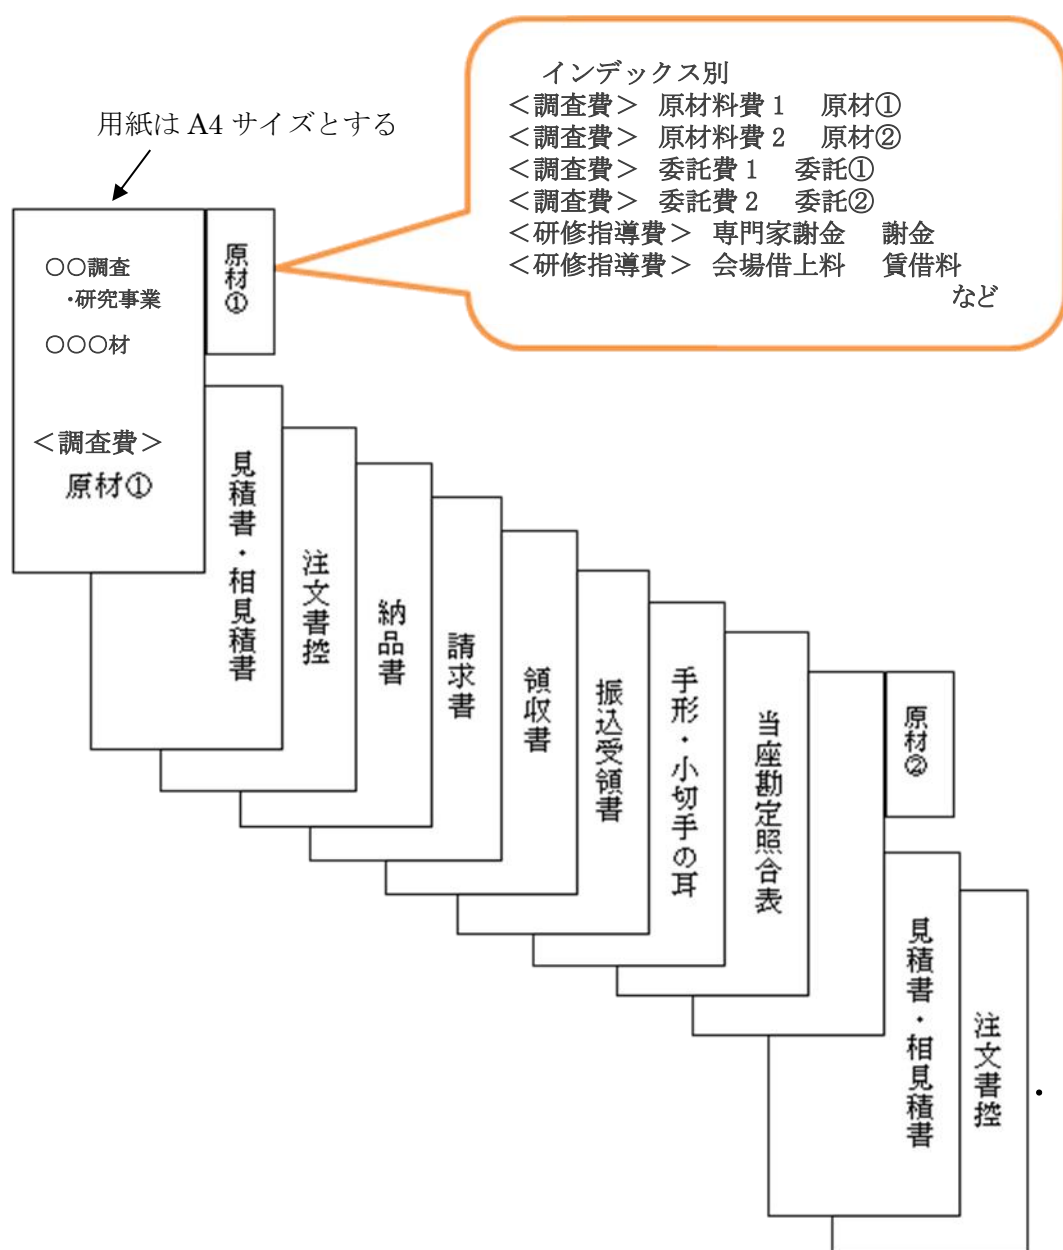 インデックス別
＜調査費＞ 原材料費1 原材①
＜調査費＞ 原材料費2 原材②
＜調査費＞ 委託費1 委託①
＜調査費＞ 委託費2 委託②
＜研修指導費＞ 専門家謝金 謝金
＜研修指導費＞ 会場借上料 賃借料
など
用紙は A4 サイズとする
〇〇調査
・研究事業
〇〇〇材
＜調査費＞
原材①
原材①
見積書・相見積書
注文書控
納品書
請求書
領収書
振込受領書
手形・小切手の耳
当座勘定照合表
原材②
見積書・相見積書
注文書控